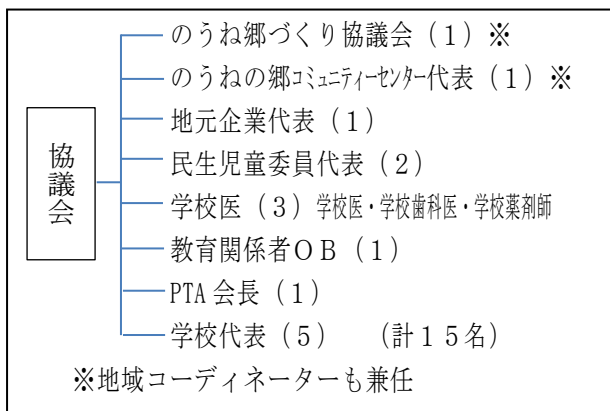 協議会
のうね郷づくり協議会（１）※
のうねの郷コミュニティーセンター代表（１）※
地元企業代表（１）
民生児童委員代表（２）
学校医（３）学校医・学校歯科医・学校薬剤師
教育関係者ＯＢ（１）
PTA 会長（１）
学校代表（５）　（計１５名）
※地域コーディネーターも兼任